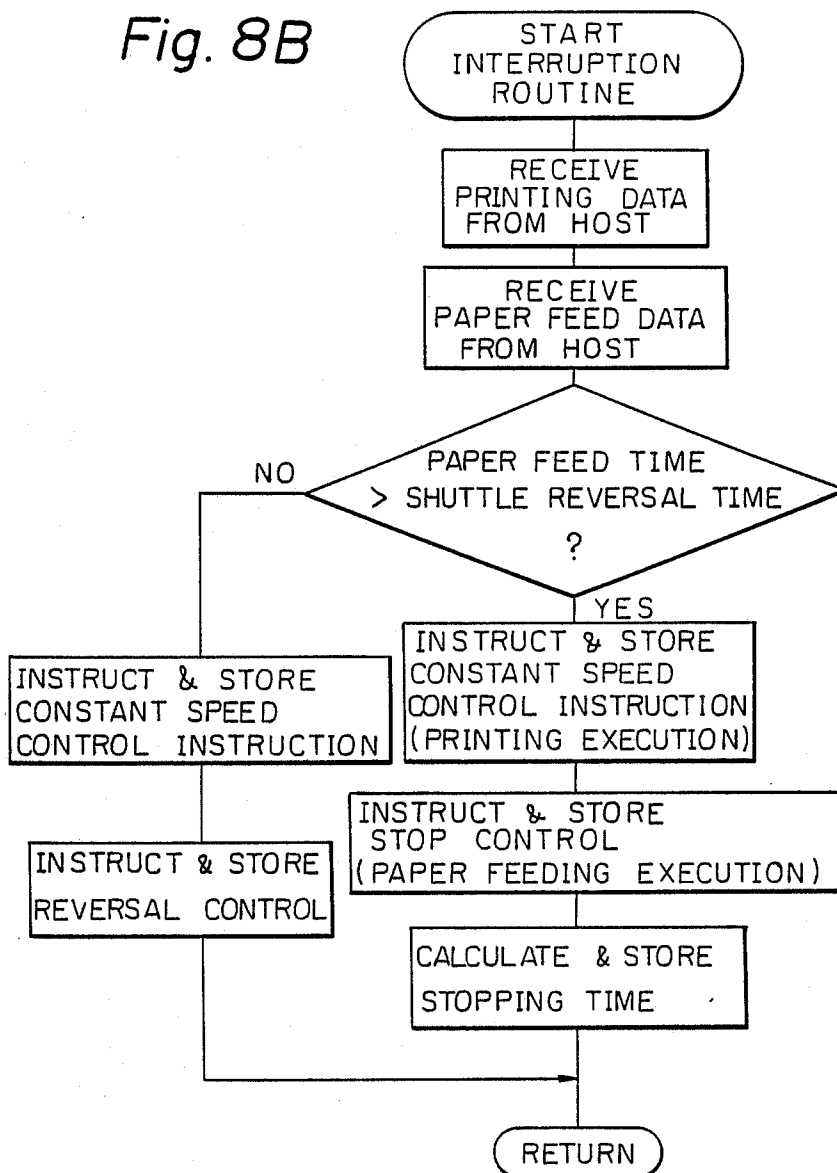 Fig. 8B
START
INTERRUPTION
ROUTINE
RECEIVE
PRINTING DATA
FROM HOST
RECEIVE
PAPER FEED DATA
FROM HOST
PAPER FEED TIME
> SHUTTLE REVERSAL TIME
?
NO
YES
INSTRUCT & STORE
CONSTANT SPEED
CONTROL INSTRUCTION
INSTRUCT & STORE
REVERSAL CONTROL
INSTRUCT & STORE
CONSTANT SPEED
CONTROL INSTRUCTION
(PRINTING EXECUTION)
INSTRUCT & STORE
STOP CONTROL
(PAPER FEEDING EXECUTION)
CALCULATE & STORE
STOPPING TIME
RETURN